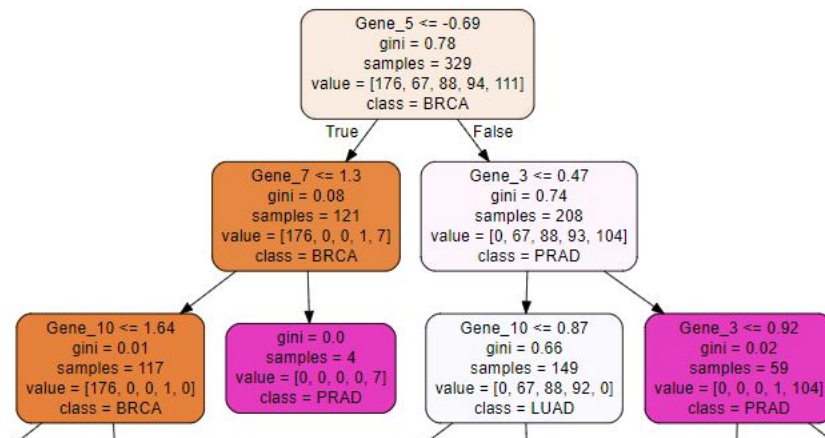 Gene_5 <= -0.69
gini = 0.78
samples = 329
value = [176, 67, 88, 94, 111]
class = BRCA
True
False
Gene_7 <= 1.3
gini = 0.08
samples = 121
value = [176, 0, 0, 1, 7]
class = BRCA
Gene_3 <= 0.47
gini = 0.74
samples = 208
value = [0, 67, 88, 93, 104]
class = PRAD
Gene_10 <= 1.64
gini = 0.01
samples = 117
value = [176, 0, 0, 1, 0]
class = BRCA
gini = 0.0
samples = 4
value = [0, 0, 0, 0, 7]
class = PRAD
Gene_10 <= 0.87
gini = 0.66
samples = 149
value = [0, 67, 88, 92, 0]
class = LUAD
Gene_3 <= 0.92
gini = 0.02
samples = 59
value = [0, 0, 0, 1, 104]
class = PRAD